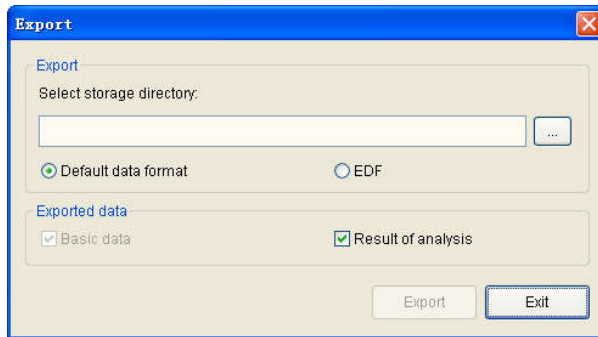 Export
Export
Select storage directory:
...
Default data format
EDF
Exported data
Basic data
Result of analysis
Export
Exit